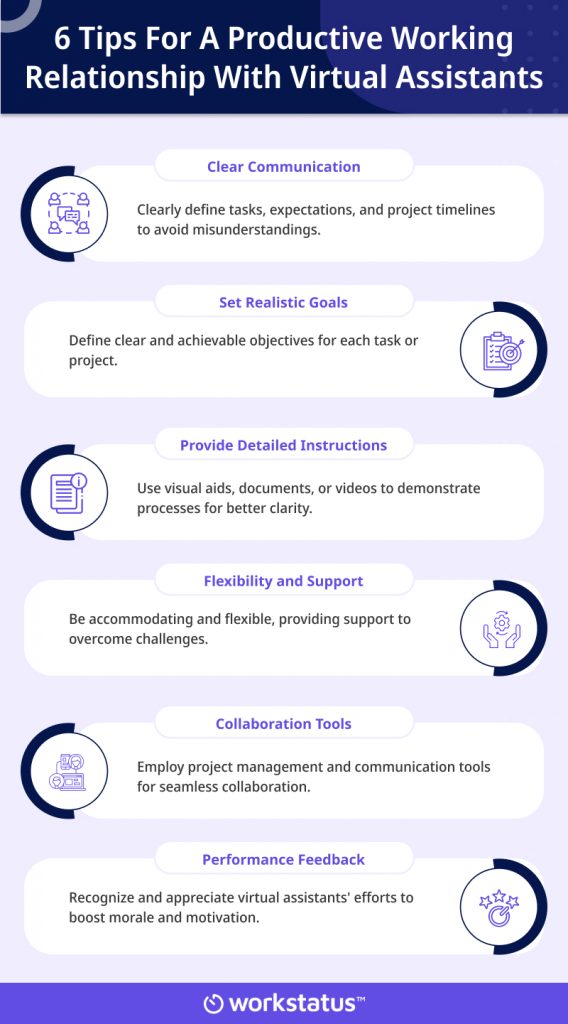 6 Tips For A Productive Working
Relationship With Virtual Assistants
Clear Communication
Clearly define tasks, expectations, and project timelines
to avoid misunderstandings.
Set Realistic Goals
Define clear and achievable objectives for each task or
project.
Provide Detailed Instructions
Use visual aids, documents, or videos to demonstrate
processes for better clarity.
Flexibility and Support
Be accommodating and flexible, providing support to
overcome challenges.
Collaboration Tools
Employ project management and communication tools
for seamless collaboration.
Performance Feedback
Recognize and appreciate virtual assistants' efforts to
boost morale and motivation.
workstatus™